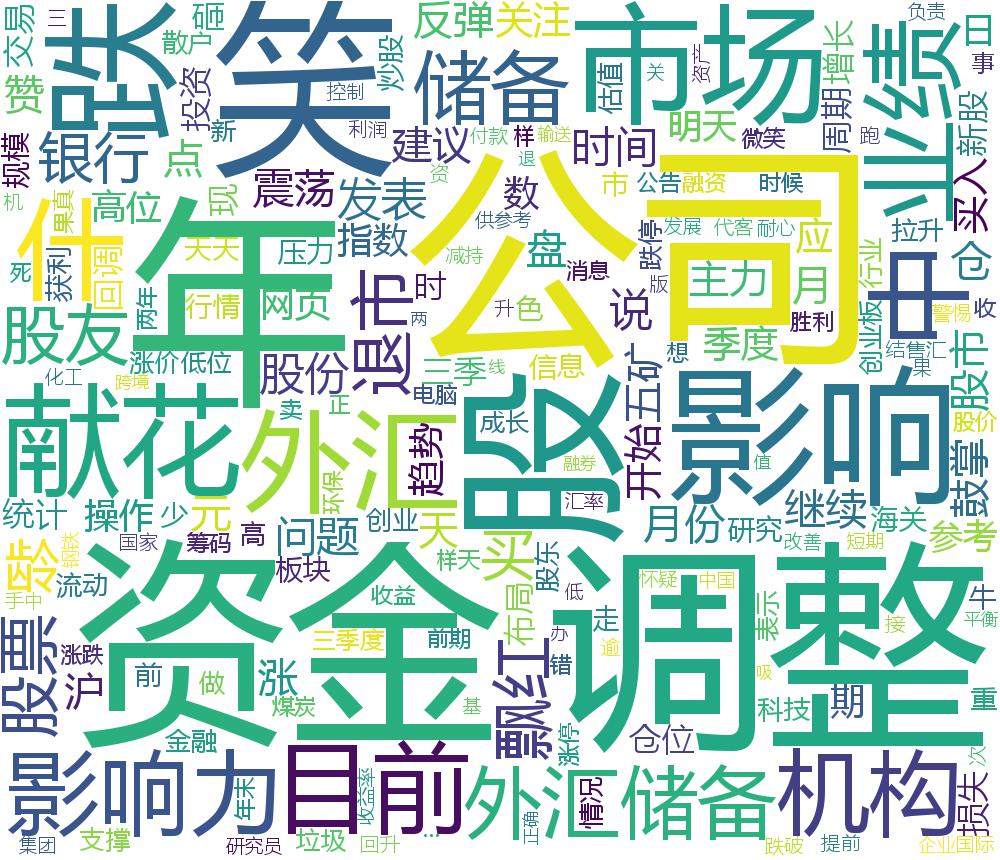 交易
三
散户
跌
砸
笑
反弹
关注
市场
业绩
负责
日
事
赞
投资
控制
炒股
储备
估值
关
资产
增长
周期
新股
规模
银行
点
新
利润
建议
付款
样
输送
时间
明天
微笑
跑
买入
机
什
果真
高位
现
震荡
发表
资
数
退
供参考
公司
市
公告
融资
时候
发展
代客
耐心
应
拉升
死
获利
回调
年
天天
压力
指数
减持
盘
消息
跌停
版
主力
月
行业
中
仓
股友
两年
行情
网页
退市
时
两
升
色
说
胜利
创业板
警惕
收
涨价
低位
股份
三季
线
信息
想
季度
结售汇
果
股市
化工
跨境
卖
正
电脑
成长
股
五矿
开始
影响
股价
献花
外汇
趋势
环保
融券
汇率
值
鼓掌
统计
操作
少
元
问题
创业
天
买
月份
研究
继续
海关
参考
龄
国家
钢铁
筹码
高
板块
样天
股东
怀疑
中国
改善
短期
手中
流动
资金
收益
布局
低
调整
表示
接
牛
平衡
股票
涨跌
沪
前
做
涨
三季度
前期
飘红
办
错
走
逾
吸
煤炭
基
科技
期
重
金融
涨停
仓位
影响力
年末
目前
收益率
外汇储备
情况
机构
损失
次
集团
支撑
研究员
垃圾
回升
...
正确
跌破
提前
企业
国际